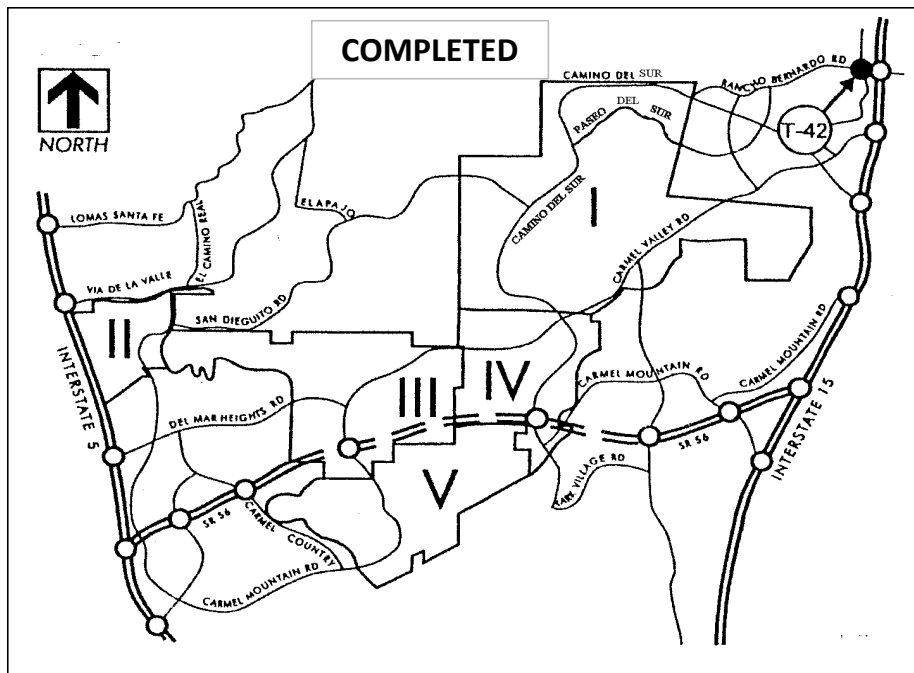 COMPLETED
NORTH
CAMINO DEL SUR
RANCHO BERNARDO RD
PASEO DEL SUR
T-42
LOMAS SANTA FE
EL CAMINO REAL
EL APAJO
CAMINO DEL SUR
I
CARMEL VALLEY RD
VIA DE LA VALLE
SAN DIEGUITO RD
II
INTERSTATE 5
CARMEL MOUNTAIN RD
CARMEL MOUNTAIN RD
III
IV
DEL MAR HEIGHTS RD
SR 56
INTERSTATE 15
V
PARK VILLAGE RD
SR 56
CARMEL COUNTRY
CARMEL MOUNTAIN RD